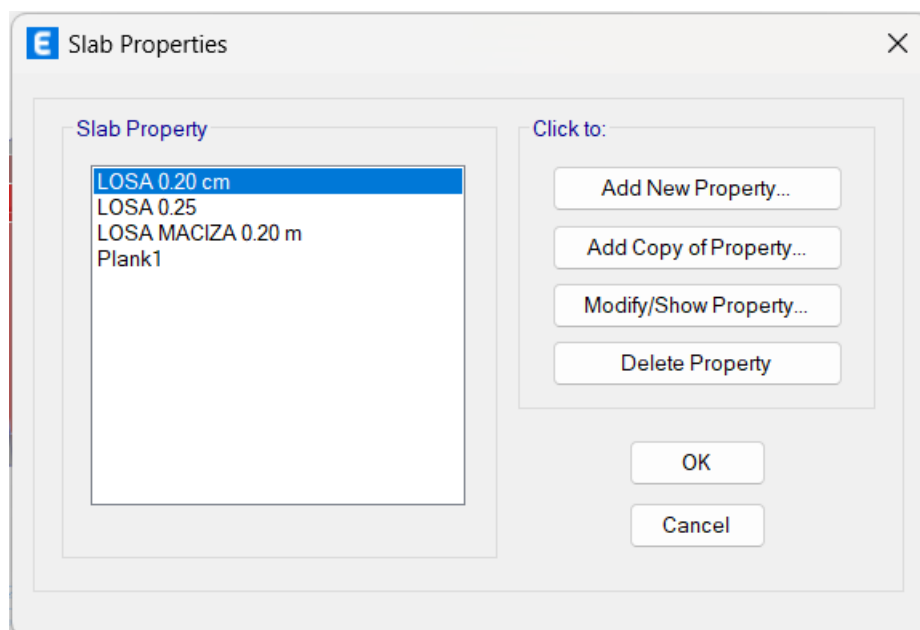 Slab Properties
Slab Property
LOSA 0.20 cm
LOSA 0.25
LOSA MACIZA 0.20 m
Plank1
Click to:
Add New Property...
Add Copy of Property...
Modify/Show Property...
Delete Property
OK
Cancel